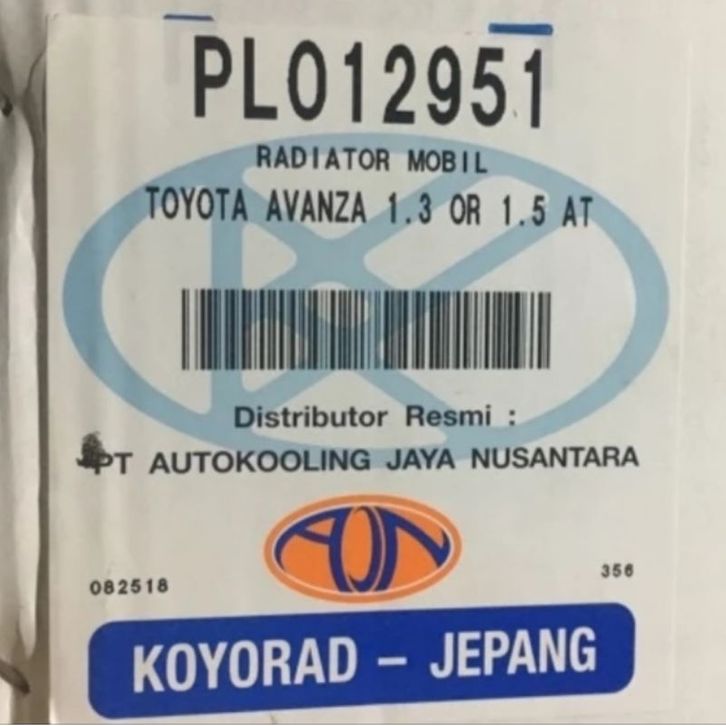 PL012951
RADIATOR MOBIL
TOYOTA AVANZA 1.3 OR 1.5 AT
Distributor Resmi :
PT AUTOKOOLING JAYA NUSANTARA
AJN
082518
356
KOYORAD - JEPANG